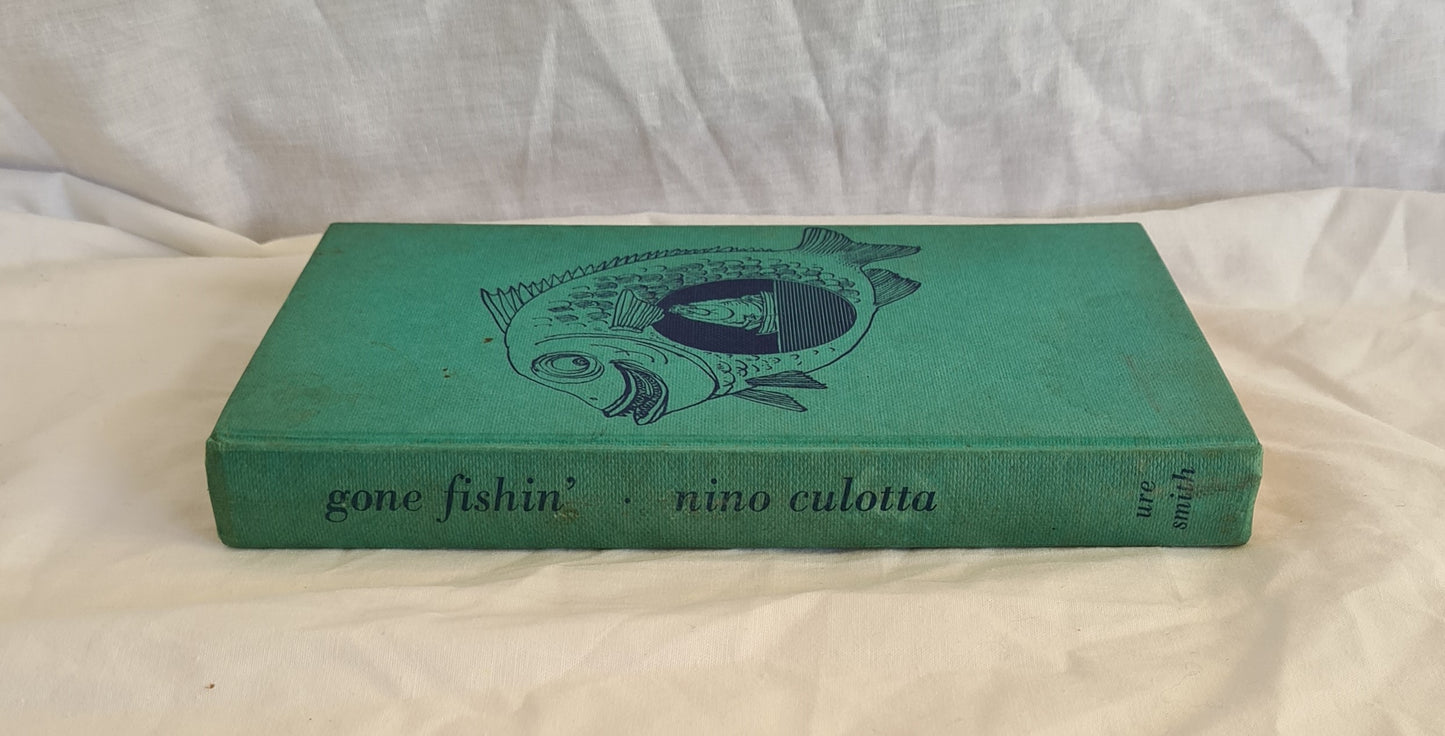 gone fishin’ · nino culotta
ure
smith